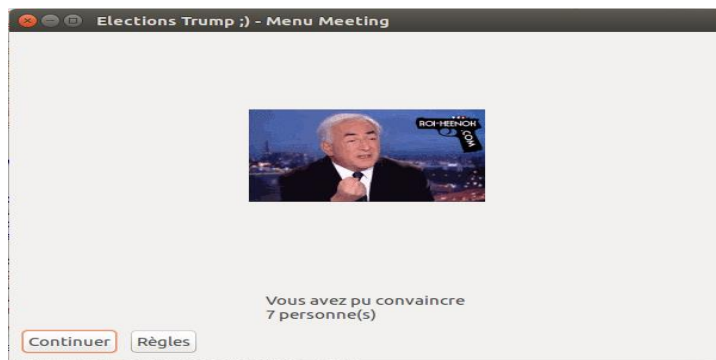 Elections Trump ;) - Menu Meeting
ROI-HEENOK
.COM
Vous avez pu convaincre
7 personne(s)
Continuer Règles